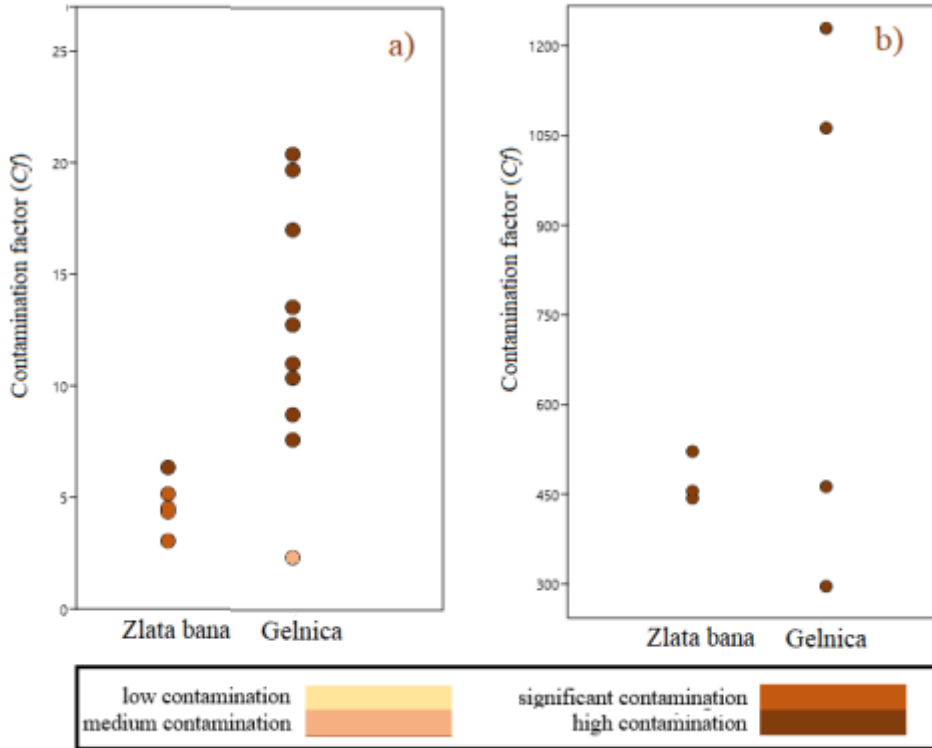 a)
Contamination factor (Cf)
25
20
15
10
5
0
Zlata bana
Gelnica
b)
Contamination factor (Cf)
1200
1050
900
750
600
450
300
Zlata bana
Gelnica
low contamination
medium contamination
significant contamination
high contamination